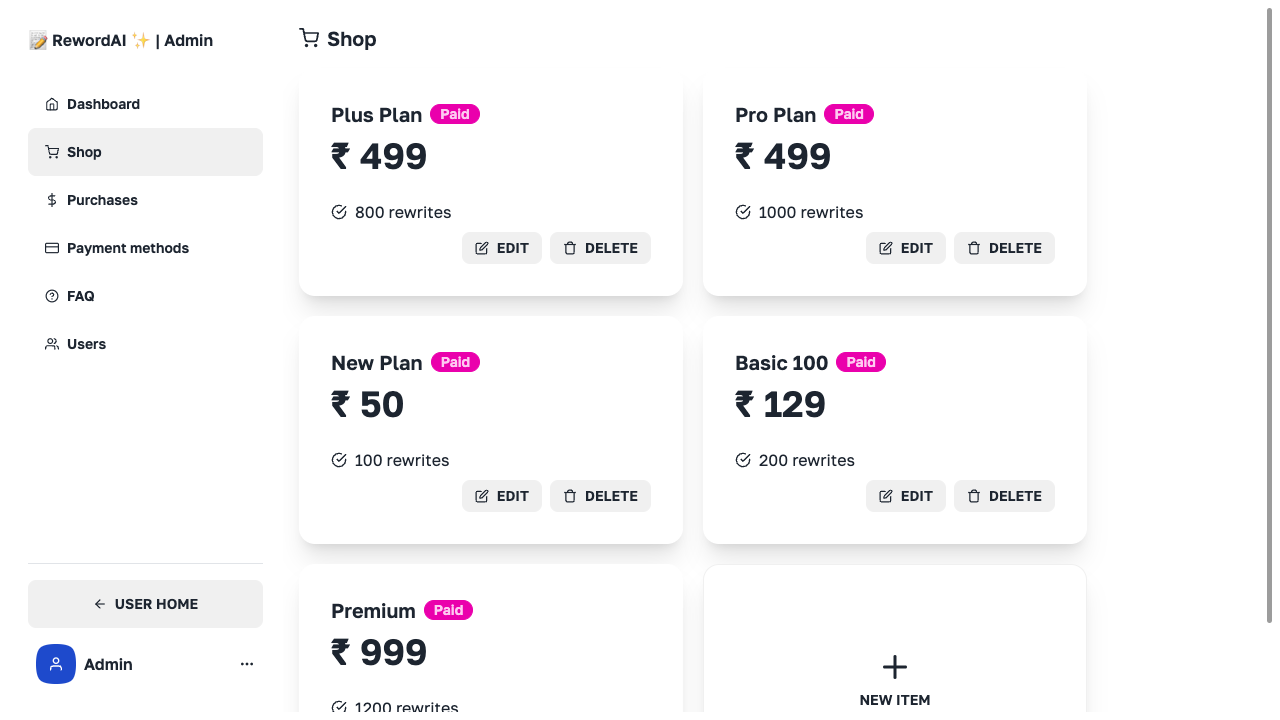 📝 RewordAI ✨ | Admin
Dashboard
Shop
Purchases
Payment methods
FAQ
Users
USER HOME
Admin
Shop
Plus Plan Paid
₹ 499
800 rewrites
EDIT DELETE
Pro Plan Paid
₹ 499
1000 rewrites
EDIT DELETE
New Plan Paid
₹ 50
100 rewrites
EDIT DELETE
Basic 100 Paid
₹ 129
200 rewrites
EDIT DELETE
Premium Paid
₹ 999
1200 rewrites
NEW ITEM